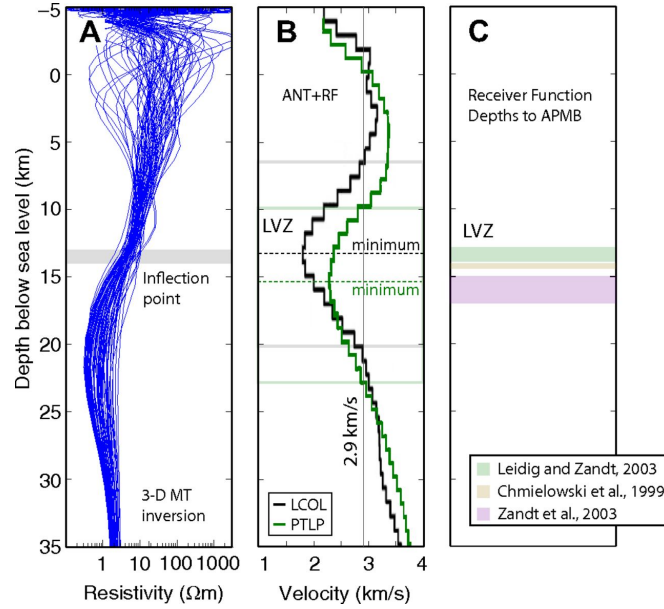 A
B
C
−5
0
5
10
15
20
25
30
35
Depth below sea level (km)
Inflection
point
3-D MT
inversion
1
10
100
1000
Resistivity (Ωm)
ANT+RF
LVZ
minimum
minimum
2.9 km/s
LCOL
PTLP
1
2
3
4
Velocity (km/s)
Receiver Function
Depths to APMB
LVZ
Leidig and Zandt, 2003
Chmielowski et al., 1999
Zandt et al., 2003